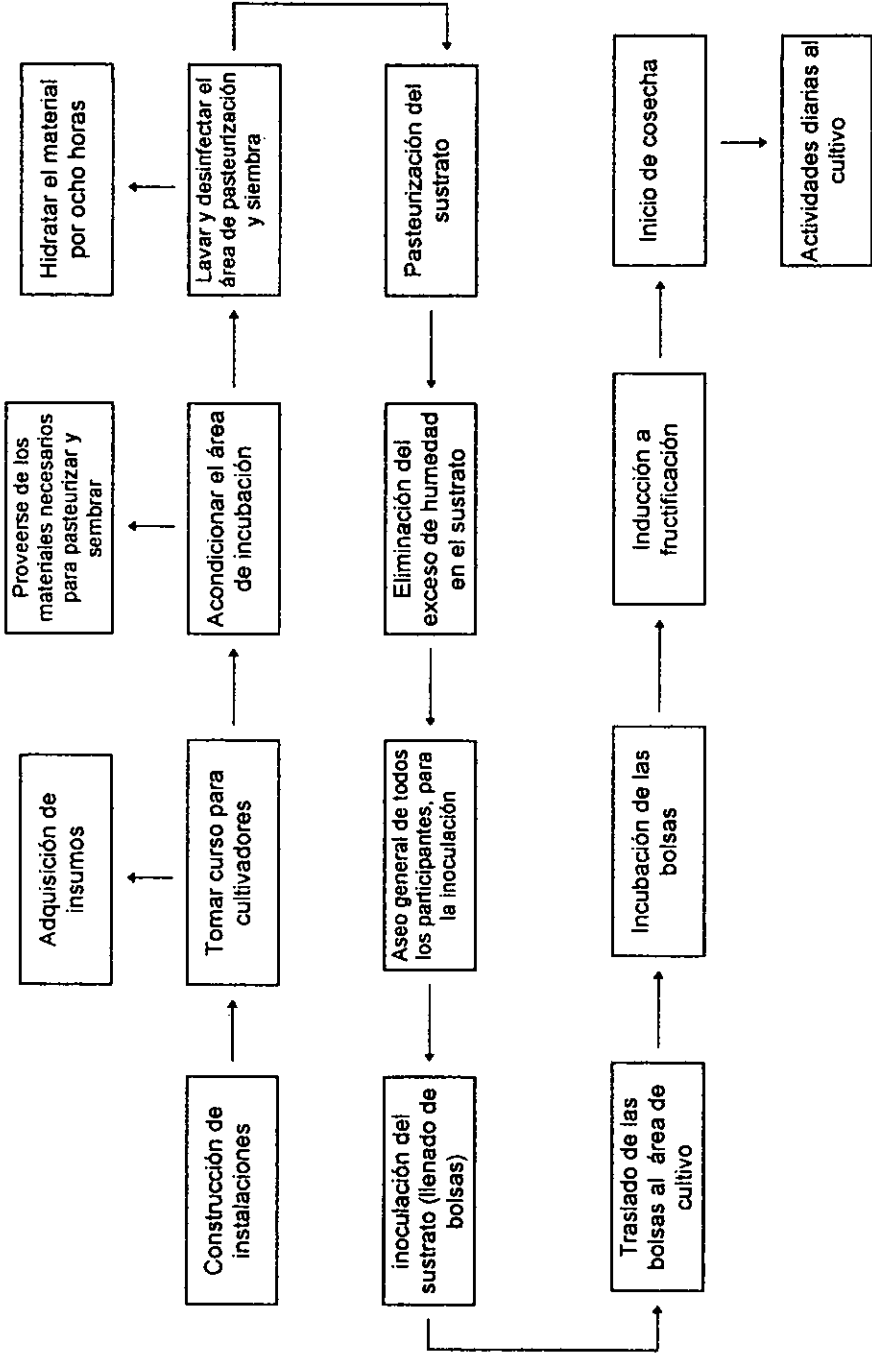 Adquisición de
insumos
Proveerse de los
materiales necesarios
para pasteurizar y
sembrar
Hidratar el material
por ocho horas
Construcción de
instalaciones
Tomar curso para
cultivadores
Acondicionar el área
de incubación
Lavar y desinfectar el
área de pasteurización
y siembra
inoculación del
sustrato (llenado de
bolsas)
Aseo general de todos
los participantes, para
la inoculación
Eliminación del
exceso de humedad
en el sustrato
Pasteurización del
sustrato
Traslado de las
bolsas al área de
cultivo
Incubación de las
bolsas
Inducción a
fructificación
Inicio de cosecha
Actividades diarias al
cultivo